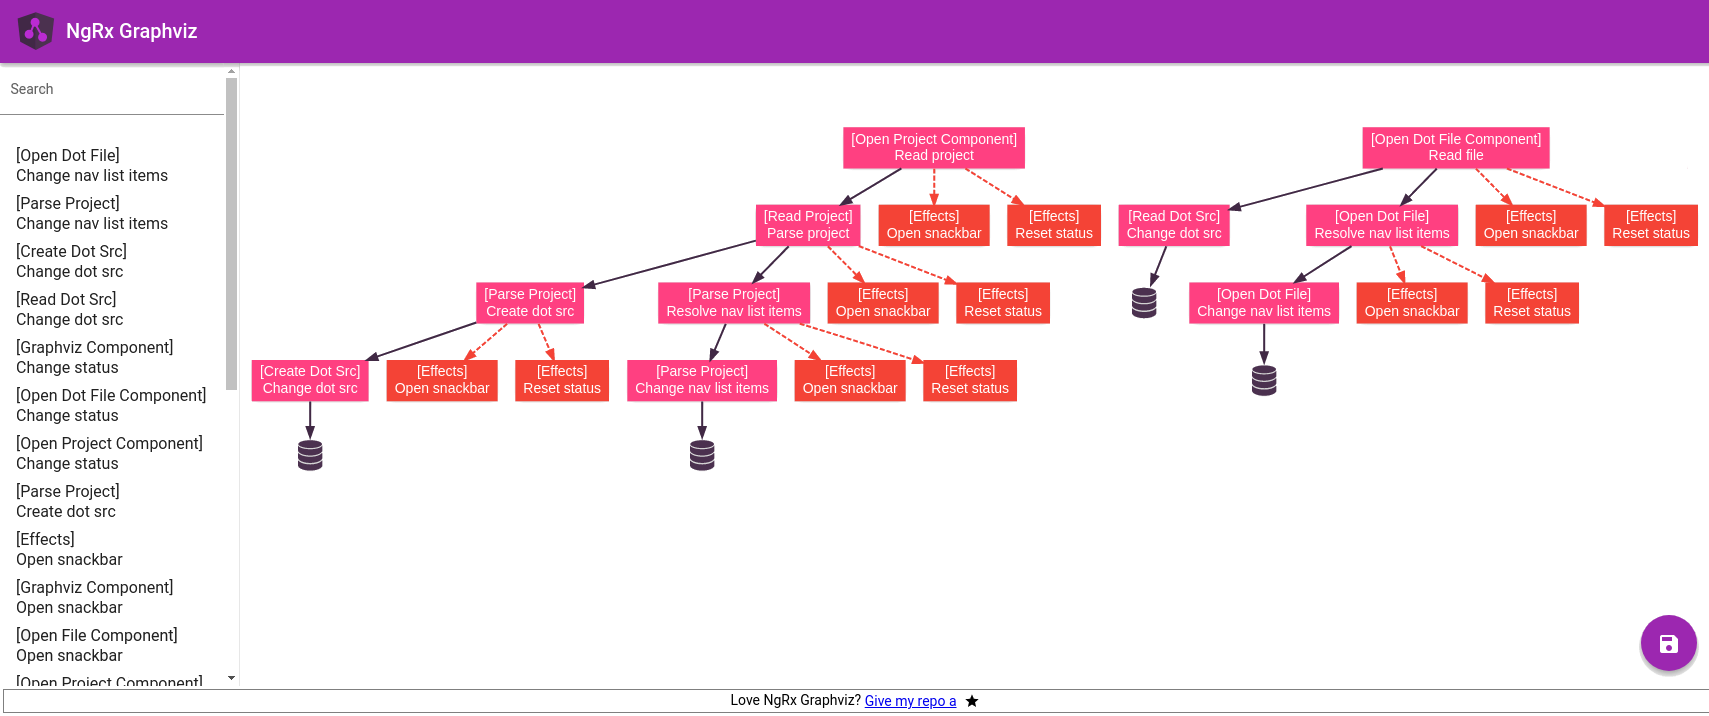 NgRx Graphviz
Search
[Open Dot File]
Change nav list items
[Parse Project]
Change nav list items
[Create Dot Src]
Change dot src
[Read Dot Src]
Change dot src
[Graphviz Component]
Change status
[Open Dot File Component]
Change status
[Open Project Component]
Change status
[Parse Project]
Create dot src
[Effects]
Open snackbar
[Graphviz Component]
Open snackbar
[Open File Component]
Open snackbar
[Open Project Component]
[Open Project Component]
Read project
[Open Dot File Component]
Read file
[Read Project]
Parse project
[Effects]
Open snackbar
[Effects]
Reset status
[Read Dot Src]
Change dot src
[Open Dot File]
Resolve nav list items
[Effects]
Open snackbar
[Effects]
Reset status
[Parse Project]
Create dot src
[Parse Project]
Resolve nav list items
[Effects]
Open snackbar
[Effects]
Reset status
[Open Dot File]
Change nav list items
[Effects]
Open snackbar
[Effects]
Reset status
[Create Dot Src]
Change dot src
[Effects]
Open snackbar
[Effects]
Reset status
[Parse Project]
Change nav list items
[Effects]
Open snackbar
[Effects]
Reset status
Love NgRx Graphviz? Give my repo a ★